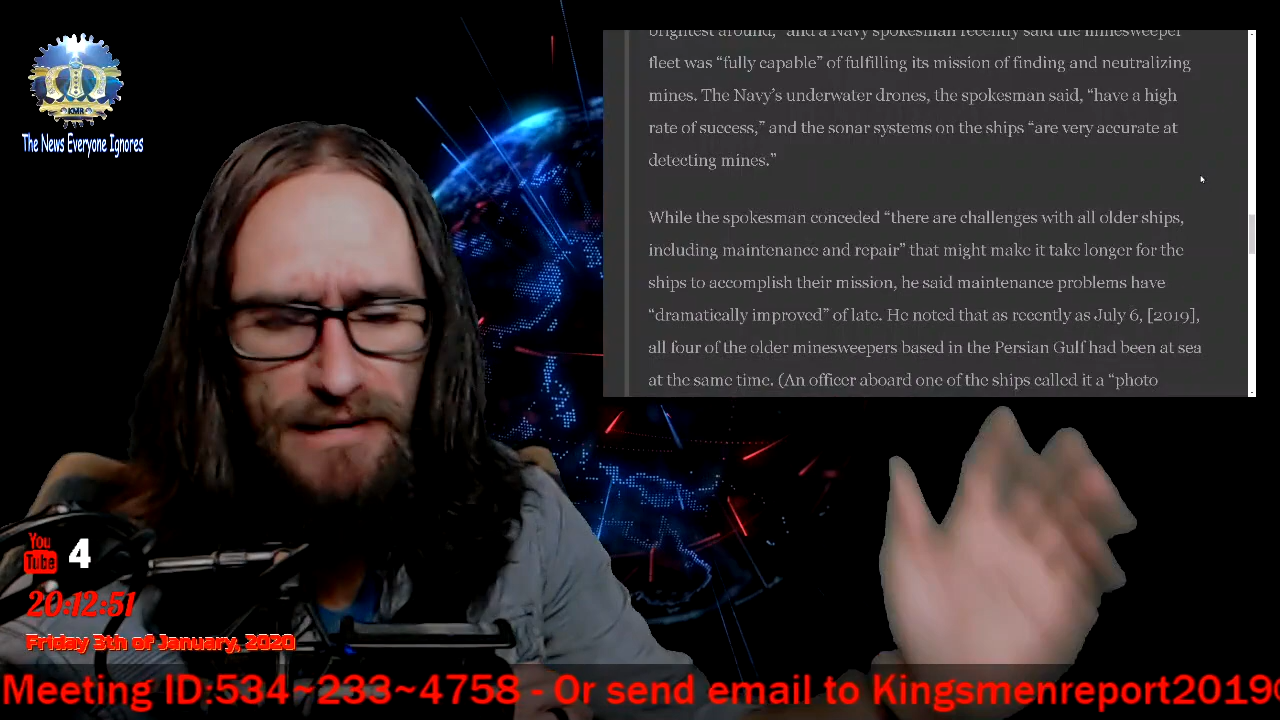 KMR
The News Everyone Ignores
brightest around,” and a Navy spokesman recently said the minesweeper
fleet was “fully capable” of fulfilling its mission of finding and neutralizing
mines. The Navy’s underwater drones, the spokesman said, “have a high
rate of success,” and the sonar systems on the ships “are very accurate at
detecting mines.”
While the spokesman conceded “there are challenges with all older ships,
including maintenance and repair” that might make it take longer for the
ships to accomplish their mission, he said maintenance problems have
“dramatically improved” of late. He noted that as recently as July 6, [2019],
all four of the older minesweepers based in the Persian Gulf had been at sea
at the same time. (An officer aboard one of the ships called it a “photo
You
Tube
4
20:12:51
Friday 3th of January, 2020
Meeting ID:534~233~4758 - Or send email to Kingsmenreport2019